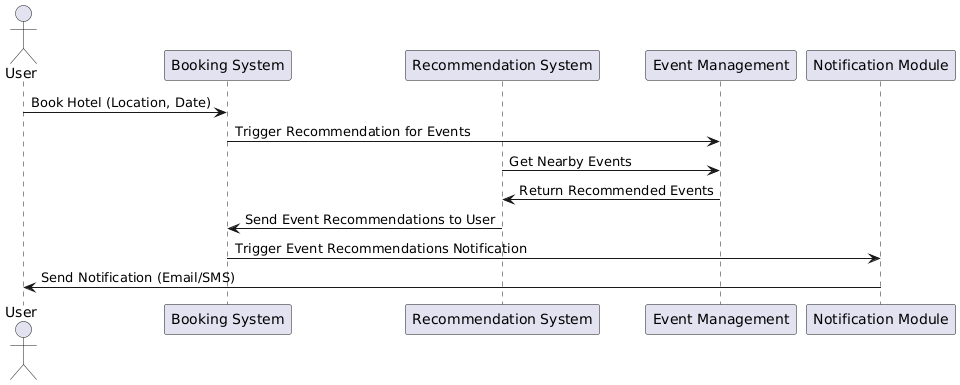 User
Booking System
Recommendation System
Event Management
Notification Module
Book Hotel (Location, Date)
Trigger Recommendation for Events
Get Nearby Events
Return Recommended Events
Send Event Recommendations to User
Trigger Event Recommendations Notification
Send Notification (Email/SMS)
User
Booking System
Recommendation System
Event Management
Notification Module